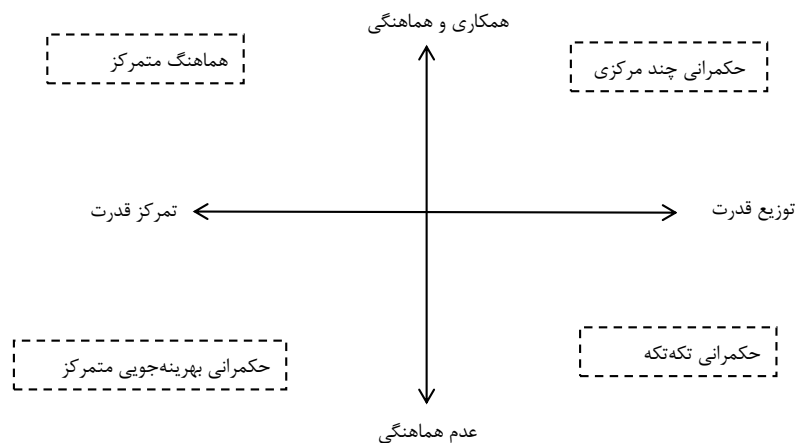 همکاری و هماهنگی
حکمرانی چند مرکزی
هماهنگ متمرکز
توزیع قدرت
تمرکز قدرت
حکمرانی تکه‌تکه
حکمرانی بهرینه‌جویی متمرکز
عدم هماهنگی